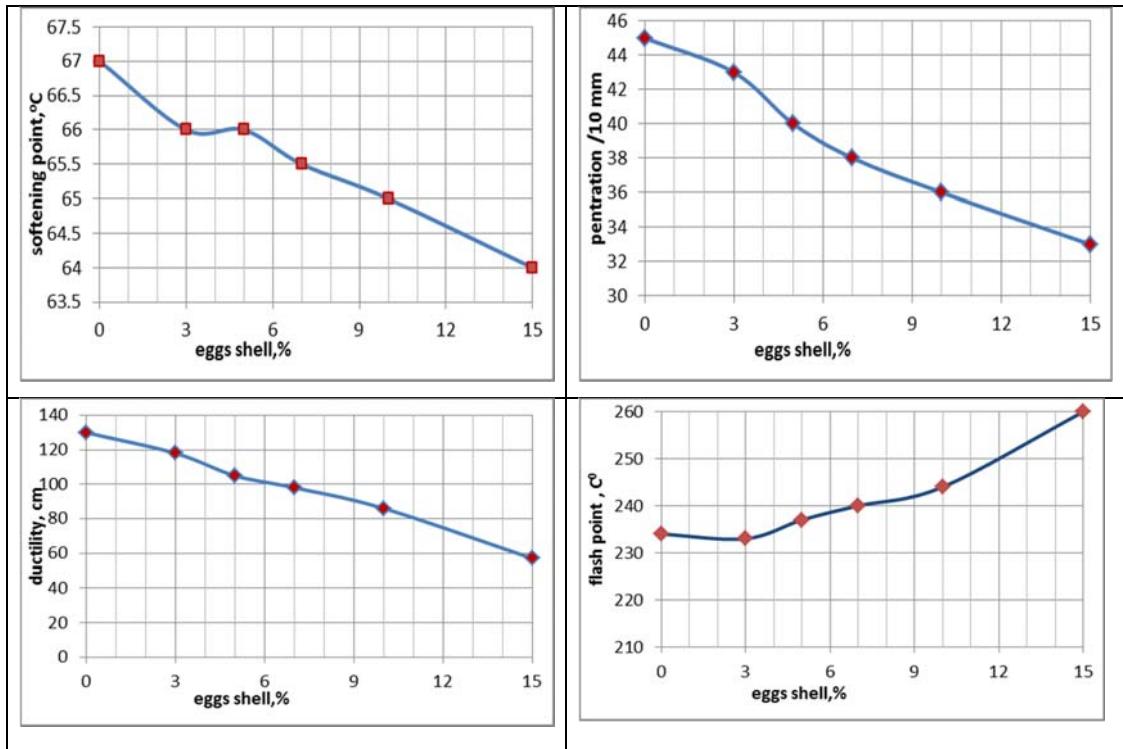 67.5
67
66.5
66
65.5
65
64.5
64
63.5
softening point,ºC
0 3 6 9 12 15
eggs shell,%
46
44
42
40
38
36
34
32
30
pentration /10 mm
0 3 6 9 12 15
eggs shell,%
140
120
100
80
60
40
20
0
ductility, cm
0 3 6 9 12 15
eggs shell,%
260
250
240
230
220
210
flash point , C⁰
0 3 6 9 12 15
eggs shell,%